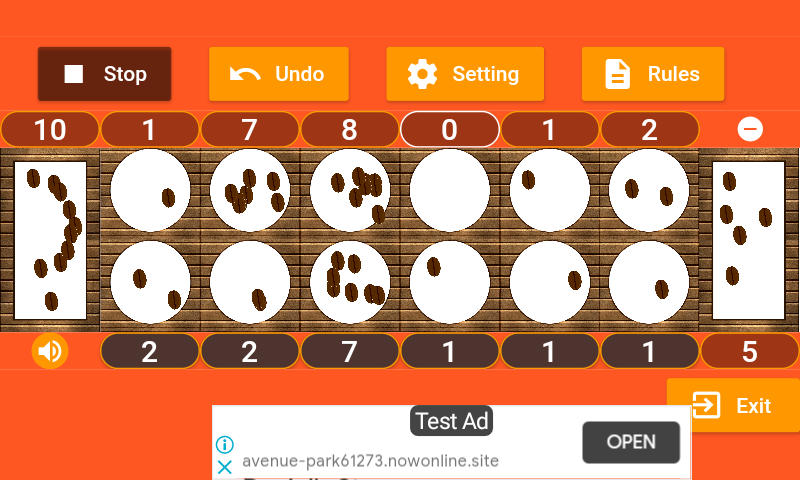 Stop
Undo
Setting
Rules
10 1 7 8 0 1 2
2 2 7 1 1 1 5
Exit
Test Ad
OPEN
avenue-park61273.nowonline.site